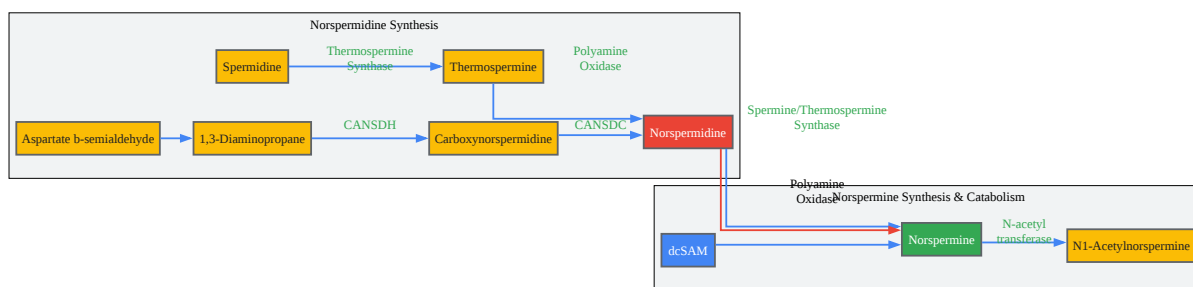 Norspermidine Synthesis
Thermospermine
Synthase
Polyamine
Oxidase
Spermidine
Thermospermine
Spermine/Thermospermine
Synthase
CANSDH
CANSDC
Aspartate b-semialdehyde
1,3-Diaminopropane
Carboxynorspermidine
Norspermidine
Polyamine
Oxidase
Norspermine Synthesis & Catabolism
N-acetyl
transferase
dcSAM
Norspermine
N1-Acetylnorspermine